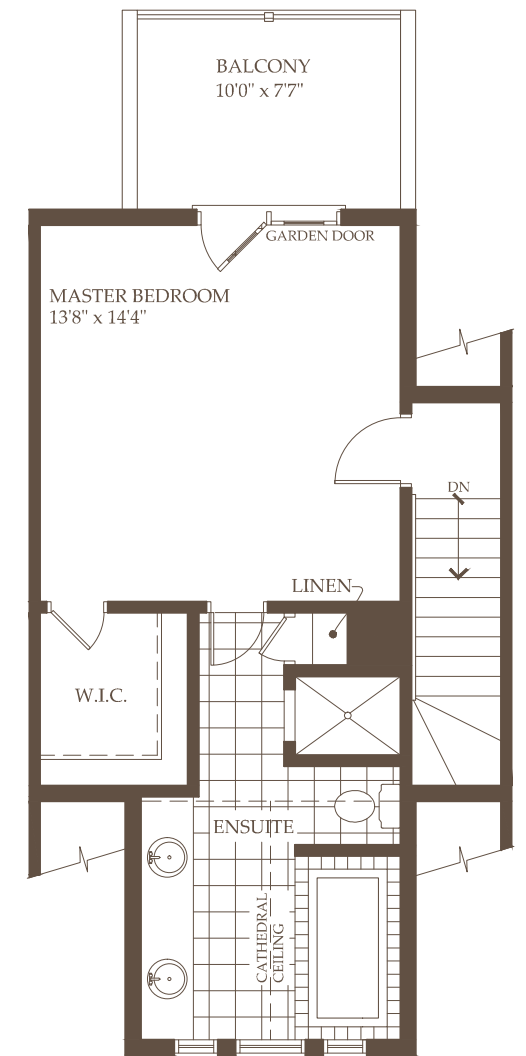 BALCONY
10'0" x 7'7"
GARDEN DOOR
MASTER BEDROOM
13'8" x 14'4"
DN
LINEN
W.I.C.
ENSUITE
CATHEDRAL
CEILING